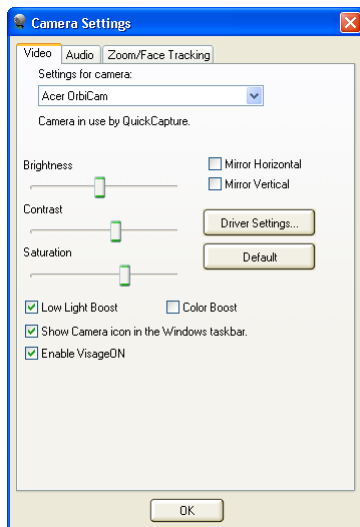 Camera Settings
Video Audio Zoom/Face Tracking
Settings for camera:
Acer OrbiCam
Camera in use by QuickCapture.
Brightness
Mirror Horizontal
Mirror Vertical
Contrast
Driver Settings...
Saturation
Default
Low Light Boost Color Boost
Show Camera icon in the Windows taskbar.
Enable VisageON
OK